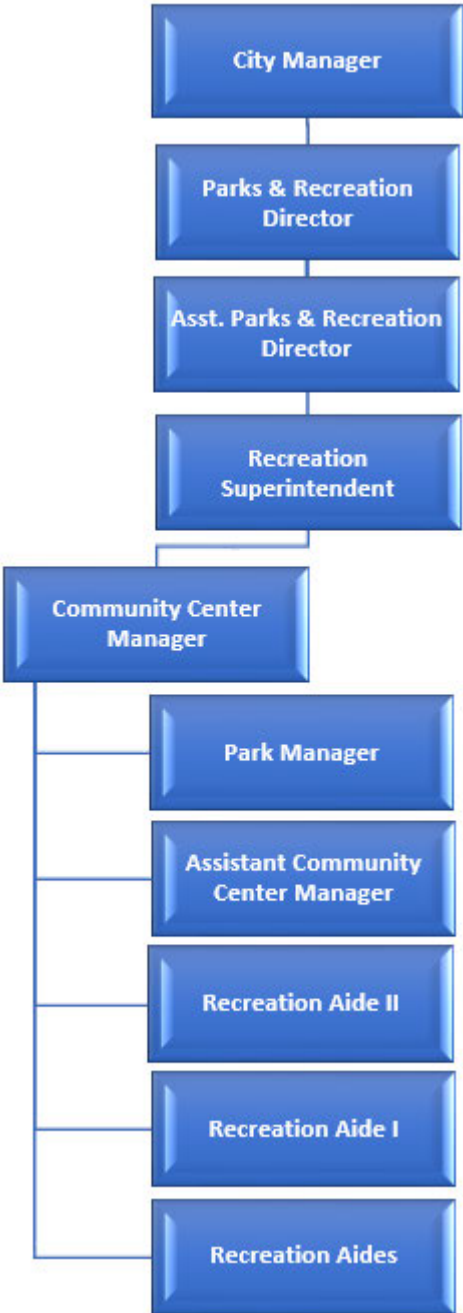 City Manager
Parks & Recreation
Director
Asst. Parks & Recreation
Director
Recreation
Superintendent
Community Center
Manager
Park Manager
Assistant Community
Center Manager
Recreation Aide II
Recreation Aide I
Recreation Aides